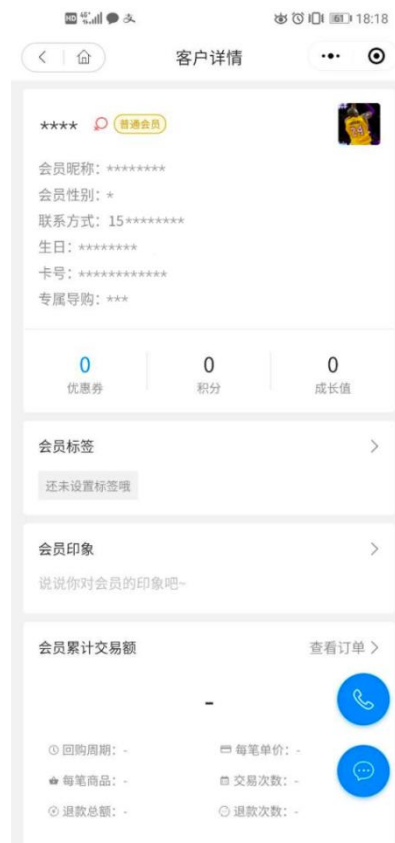 HD 4G 支 61 18:18
客户详情
**** 普通会员
24
会员昵称: ********
会员性别: *
联系方式: 15********
生日: ********
卡号: ************
专属导购: ***
0 0 0
优惠券 积分 成长值
会员标签
还未设置标签哦
会员印象
说说你对会员的印象吧~
会员累计交易额 查看订单
-
回购周期: - 每笔单价: -
每笔商品: - 交易次数: -
退款总额: - 退款次数: -